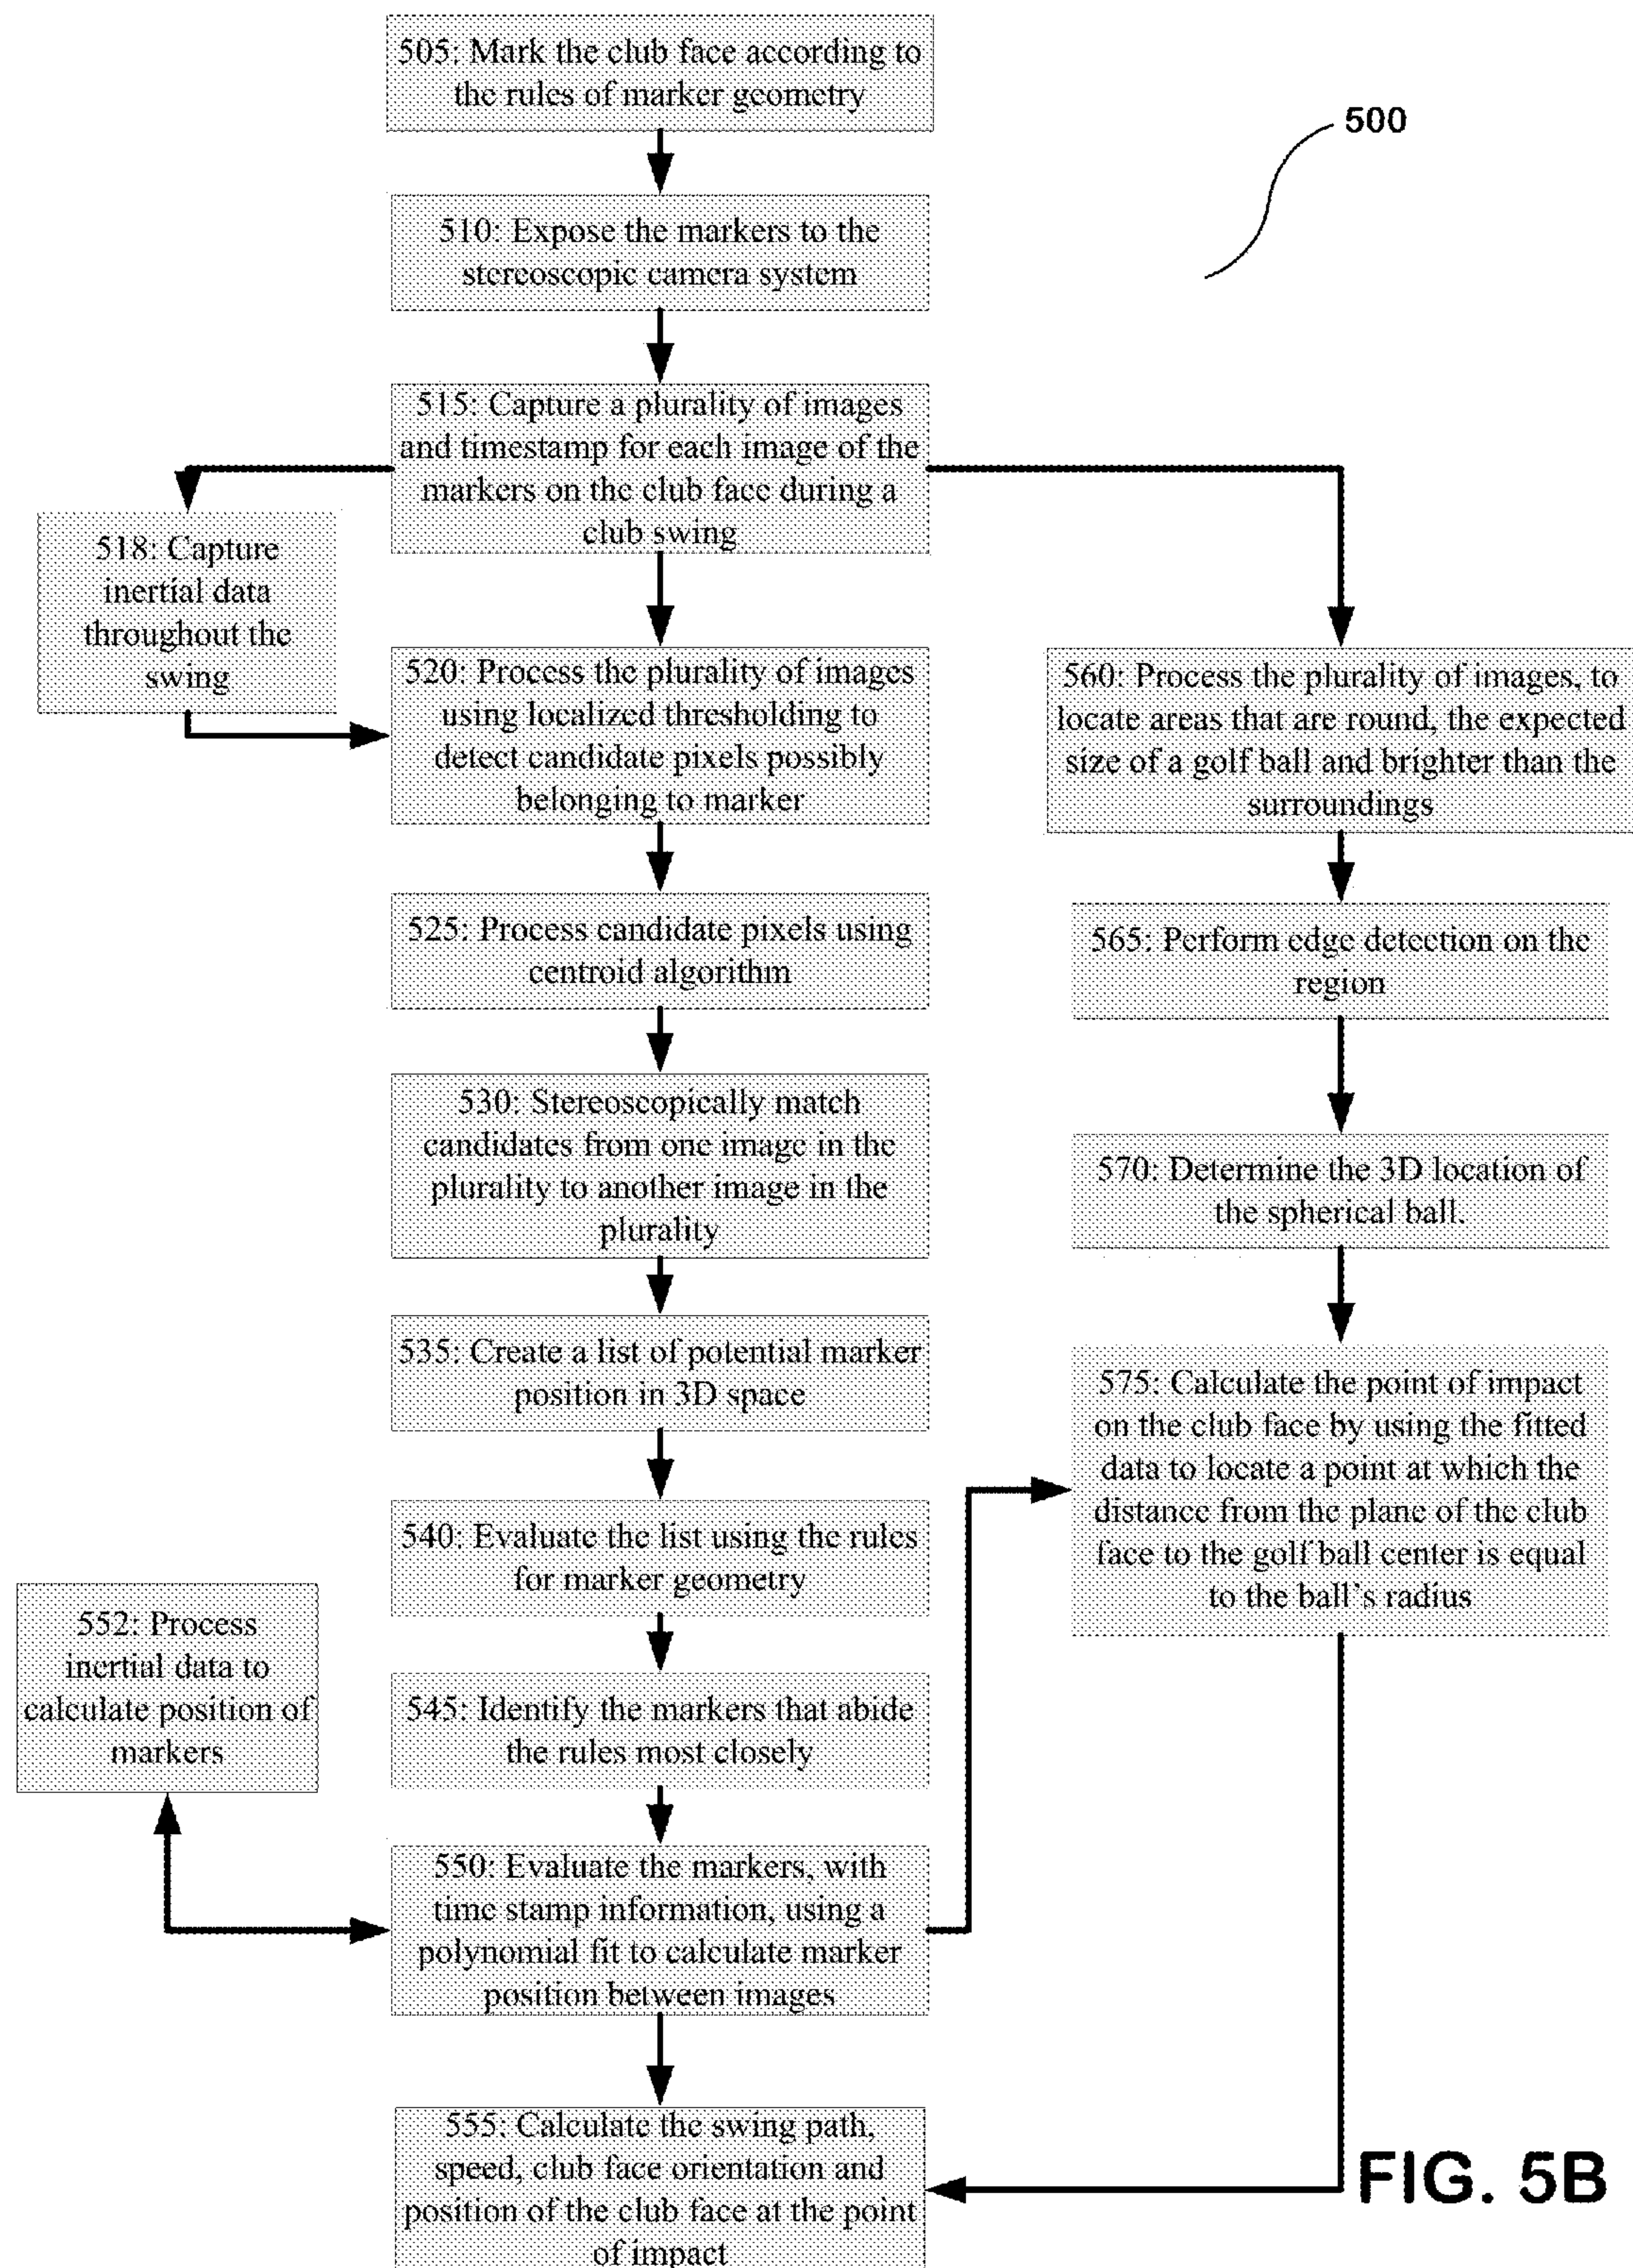 505: Mark the club face according to
the rules of marker geometry
500
510: Expose the markers to the
stereoscopic camera system
515: Capture a plurality of images
and timestamp for each image of the
markers on the club face during a
club swing
518: Capture
inertial data
throughout the
swing
520: Process the plurality of images
using localized thresholding to
detect candidate pixels possibly
belonging to marker
560: Process the plurality of images, to
locate areas that are round, the expected
size of a golf ball and brighter than the
surroundings
525: Process candidate pixels using
centroid algorithm
565: Perform edge detection on the
region
530: Stereoscopically match
candidates from one image in the
plurality to another image in the
plurality
570: Determine the 3D location of
the spherical ball.
535: Create a list of potential marker
position in 3D space
575: Calculate the point of impact
on the club face by using the fitted
data to locate a point at which the
distance from the plane of the club
face to the golf ball center is equal
to the ball's radius
540: Evaluate the list using the rules
for marker geometry
552: Process
inertial data to
calculate position of
markers
545: Identify the markers that abide
the rules most closely
550: Evaluate the markers, with
time stamp information, using a
polynomial fit to calculate marker
position between images
555: Calculate the swing path,
speed, club face orientation and
position of the club face at the point
of impact
FIG. 5B